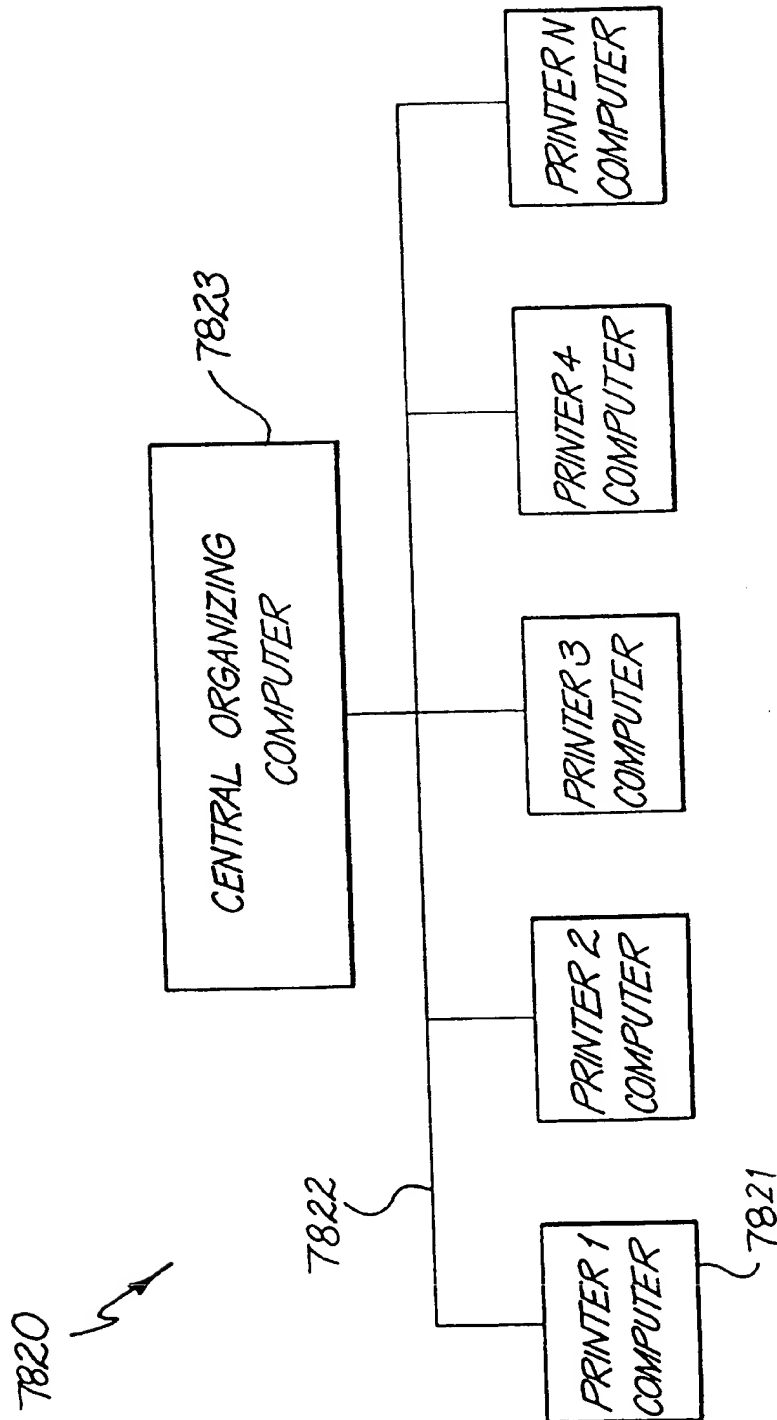 7820
7823
CENTRAL ORGANIZING
COMPUTER
7822
PRINTER 1
COMPUTER
PRINTER 2
COMPUTER
PRINTER 3
COMPUTER
PRINTER 4
COMPUTER
PRINTER N
COMPUTER
7821